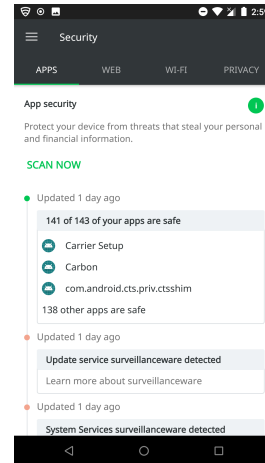 2:5
Security
APPS
WEB
WI-FI
PRIVACY
App security
i
Protect your device from threats that steal your personal
and financial information.
SCAN NOW
Updated 1 day ago
141 of 143 of your apps are safe
Carrier Setup
Carbon
com.android.cts.priv.ctsshim
138 other apps are safe
Updated 1 day ago
Update service surveillanceware detected
Learn more about surveillanceware
Updated 1 day ago
System Services surveillanceware detected